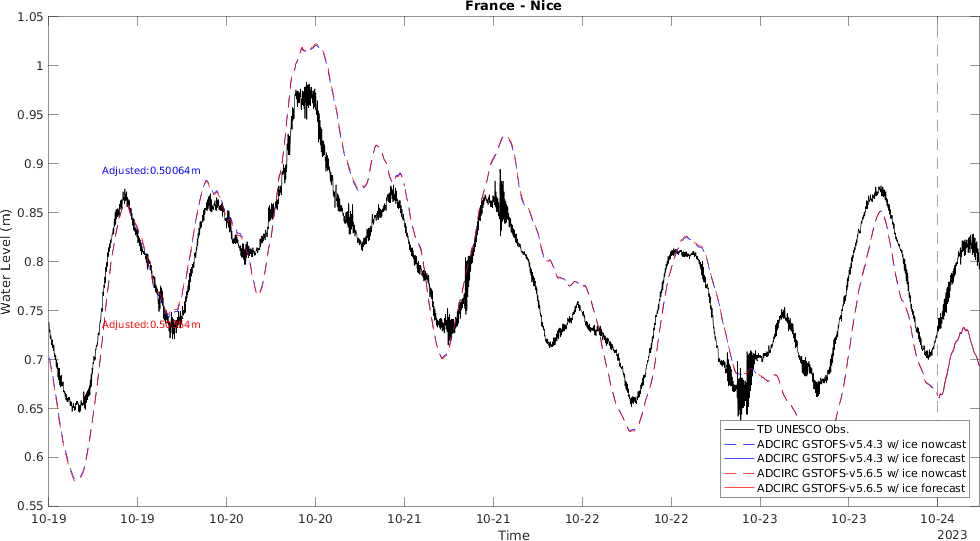 France - Nice
1.05
1
0.95
0.9
0.85
0.8
0.75
0.7
0.65
0.6
0.55
Water Level (m)
Adjusted:0.50064m
TD UNESCO Obs.
ADCIRC GSTOFS-v5.4.3 w/ ice nowcast
ADCIRC GSTOFS-v5.4.3 w/ ice forecast
ADCIRC GSTOFS-v5.6.5 w/ ice nowcast
ADCIRC GSTOFS-v5.6.5 w/ ice forecast
10-19 10-19 10-20 10-20 10-21 10-21 10-22 10-22 10-23 10-23 10-24
Time
2023